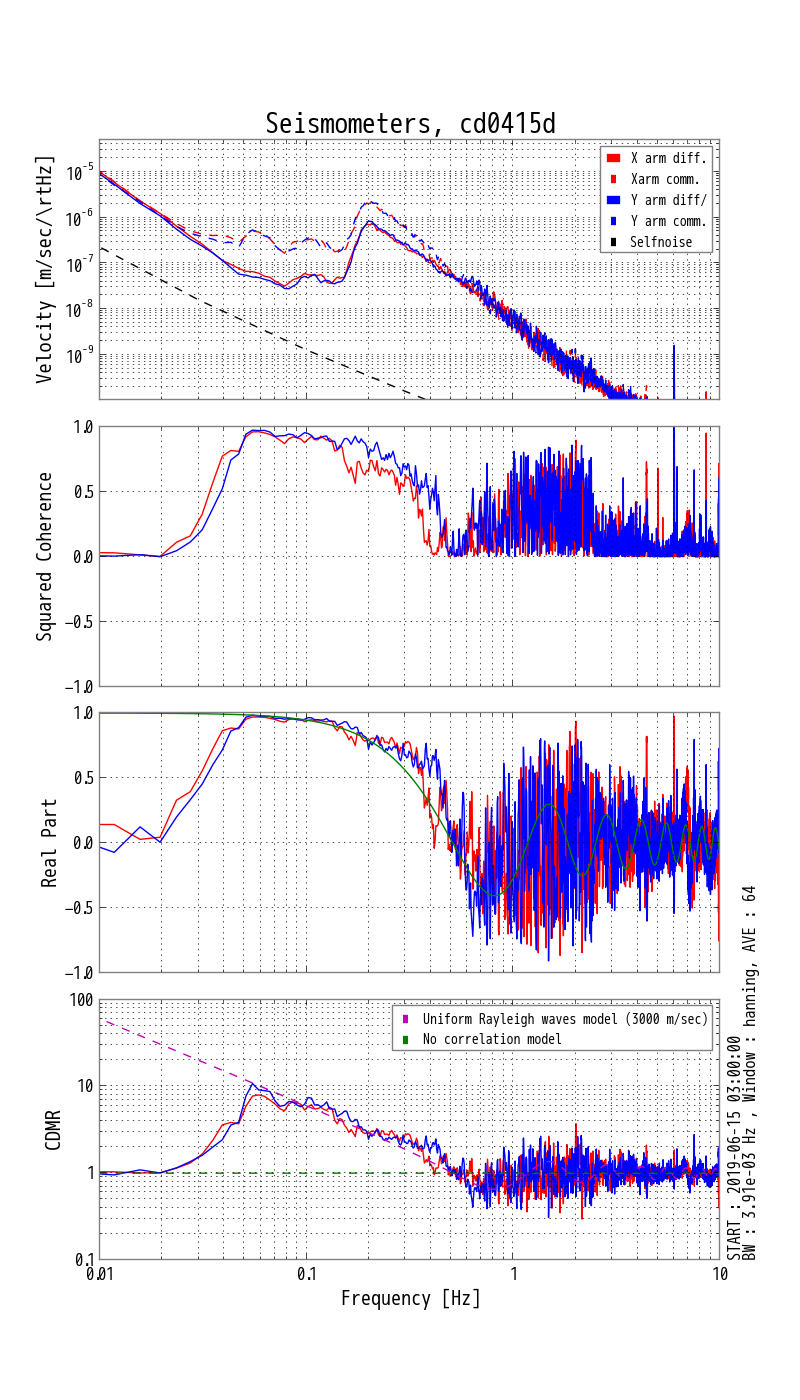 Seismometers, cd0415d
Velocity [m/sec/\rtHz]
10^-5
10^-6
10^-7
10^-8
10^-9
X arm diff.
Xarm comm.
Y arm diff/
Y arm comm.
Selfnoise
Squared Coherence
1.0
0.5
0.0
−0.5
−1.0
Real Part
1.0
0.5
0.0
−0.5
−1.0
CDMR
100
10
1
0.1
Uniform Rayleigh waves model (3000 m/sec)
No correlation model
0.01 0.1 1 10
Frequency [Hz]
START : 2019-06-15 03:00:00
BW : 3.91e-03 Hz , Window : hanning, AVE : 64